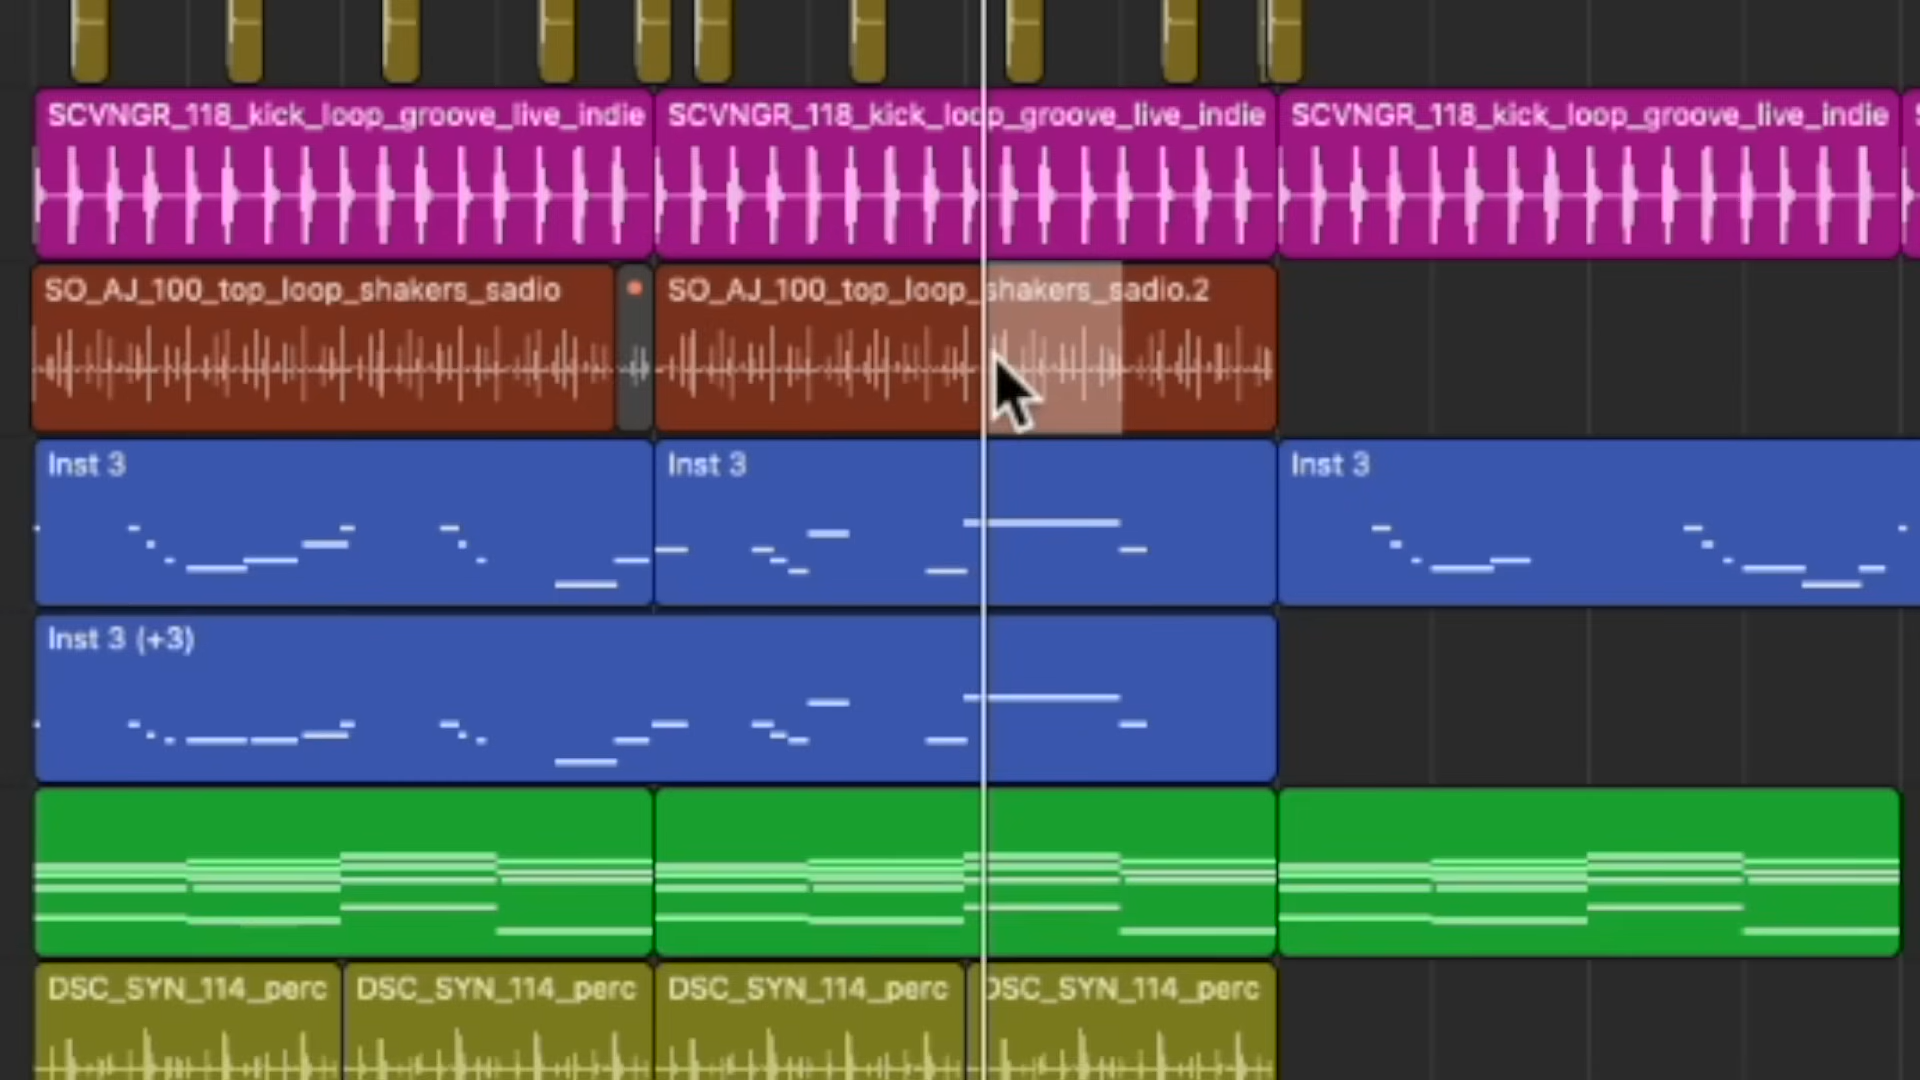 SCVNGR_118_kick_loop_groove_live_indie SCVNGR_118_kick_loop_groove_live_indie SCVNGR_118_kick_loop_groove_live_indie
SO_AJ_100_top_loop_shakers_sadio SO_AJ_100_top_loop_shakers_sadio.2
Inst 3 Inst 3 Inst 3
Inst 3 (+3)
DSC_SYN_114_perc DSC_SYN_114_perc DSC_SYN_114_perc DSC_SYN_114_perc